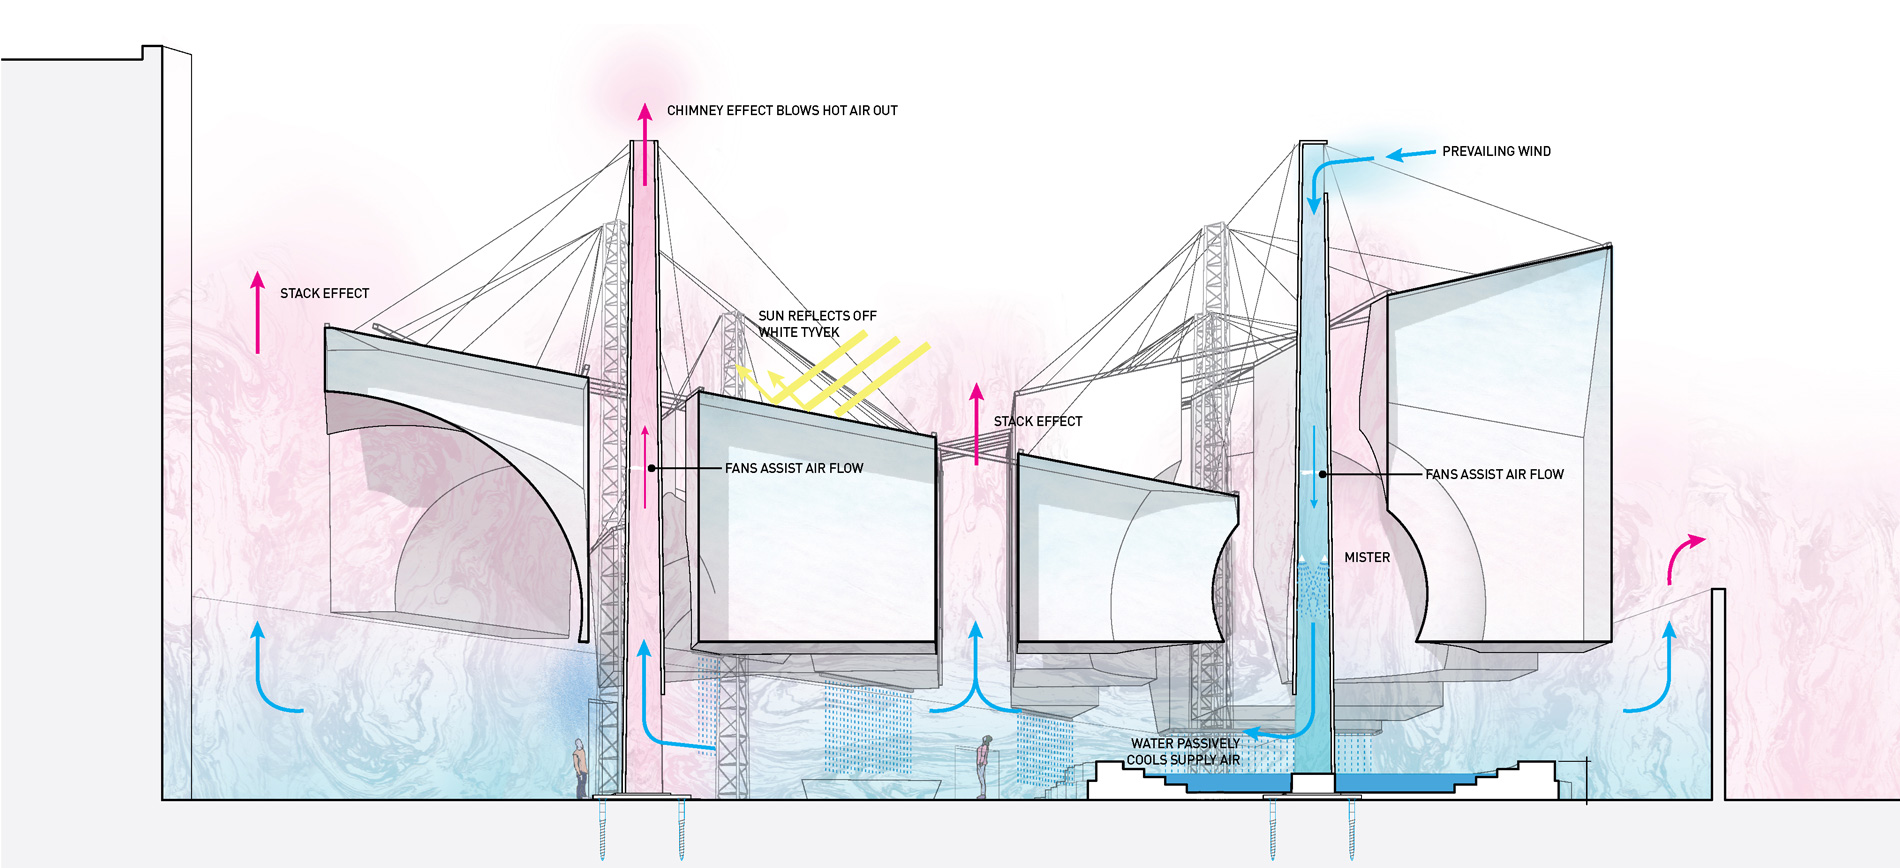 CHIMNEY EFFECT BLOWS HOT AIR OUT
PREVAILING WIND
STACK EFFECT
SUN REFLECTS OFF
WHITE TYVEK
STACK EFFECT
FANS ASSIST AIR FLOW
FANS ASSIST AIR FLOW
MISTER
WATER PASSIVELY
COOLS SUPPLY AIR